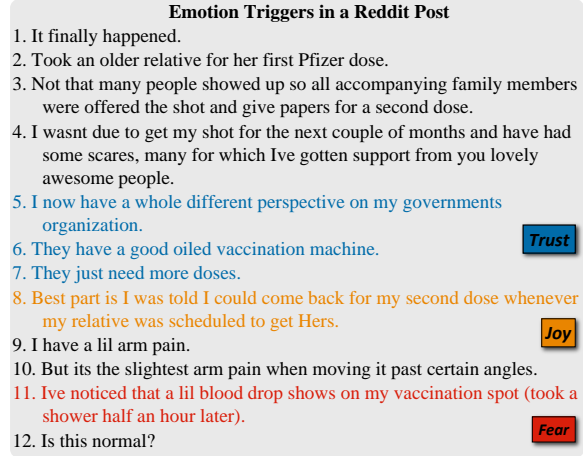 Emotion Triggers in a Reddit Post
1. It finally happened.
2. Took an older relative for her first Pfizer dose.
3. Not that many people showed up so all accompanying family members
were offered the shot and give papers for a second dose.
4. I wasnt due to get my shot for the next couple of months and have had
some scares, many for which Ive gotten support from you lovely
awesome people.
5. I now have a whole different perspective on my governments
organization.
6. They have a good oiled vaccination machine.
Trust
7. They just need more doses.
8. Best part is I was told I could come back for my second dose whenever
my relative was scheduled to get Hers.
Joy
9. I have a lil arm pain.
10. But its the slightest arm pain when moving it past certain angles.
11. Ive noticed that a lil blood drop shows on my vaccination spot (took a
shower half an hour later).
Fear
12. Is this normal?